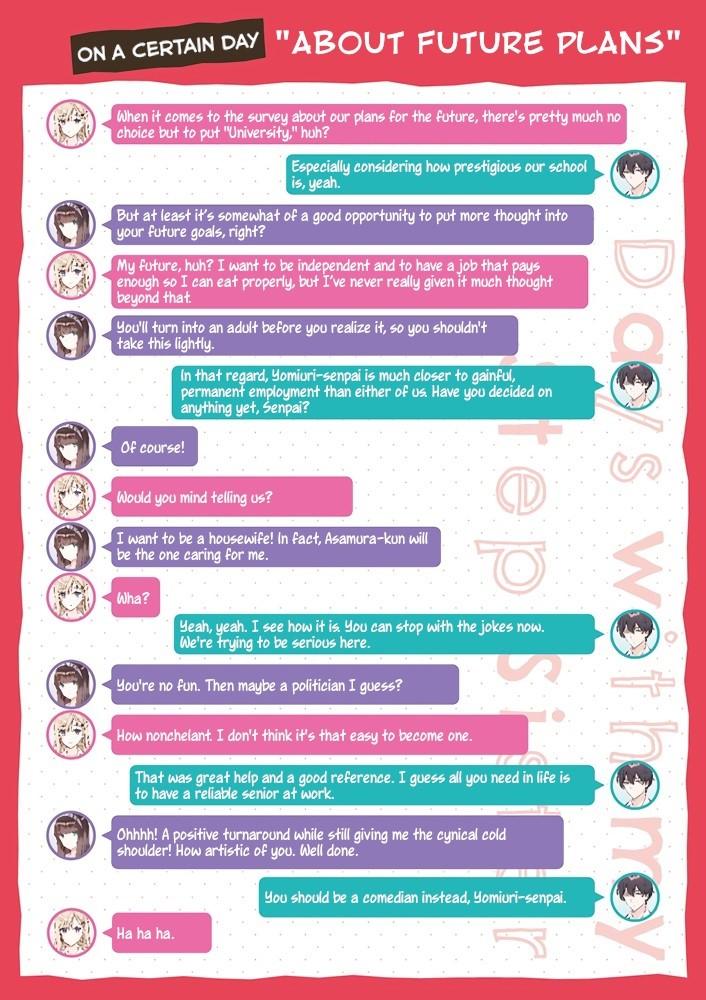 ON A CERTAIN DAY "ABOUT FUTURE PLANS"
When it comes to the survey about our plans for the future, there's pretty much no
choice but to put "University," huh?
Especially considering how prestigious our school
is, yeah.
But at least it's somewhat of a good opportunity to put more thought into
your future goals, right?
My future, huh? I want to be independent and to have a job that pays
enough so I can eat properly, but I've never really given it much thought
beyond that.
You'll turn into an adult before you realize it, so you shouldn't
take this lightly.
In that regard, Yomiuri-senpai is much closer to gainful,
permanent employment than either of us. Have you decided on
anything yet, Senpai?
Of course!
Would you mind telling us?
I want to be a housewife! In fact, Asamura-kun will
be the one caring for me.
Wha?
Yeah, yeah. I see how it is. You can stop with the jokes now.
We're trying to be serious here.
You're no fun. Then maybe a politician I guess?
How nonchelant. I don't think it's that easy to become one.
That was great help and a good reference. I guess all you need in life is
to have a reliable senior at work.
Ohhhh! A positive turnaround while still giving me the cynical cold
shoulder! How artistic of you. Well done.
You should be a comedian instead, Yomiuri-senpai.
Ha ha ha.
Days with my
Step Sister